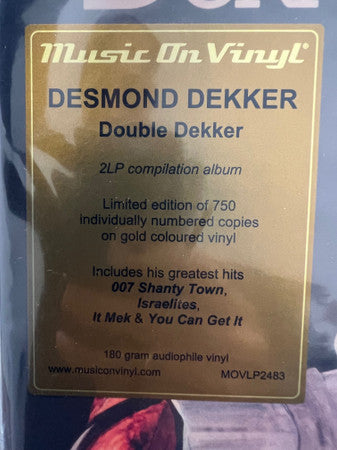 Music On Vinyl®
DESMOND DEKKER
Double Dekker
2LP compilation album
Limited edition of 750
individually numbered copies
on gold coloured vinyl
Includes his greatest hits
007 Shanty Town,
Israelites,
It Mek & You Can Get It
180 gram audiophile vinyl
www.musiconvinyl.com MOVLP2483